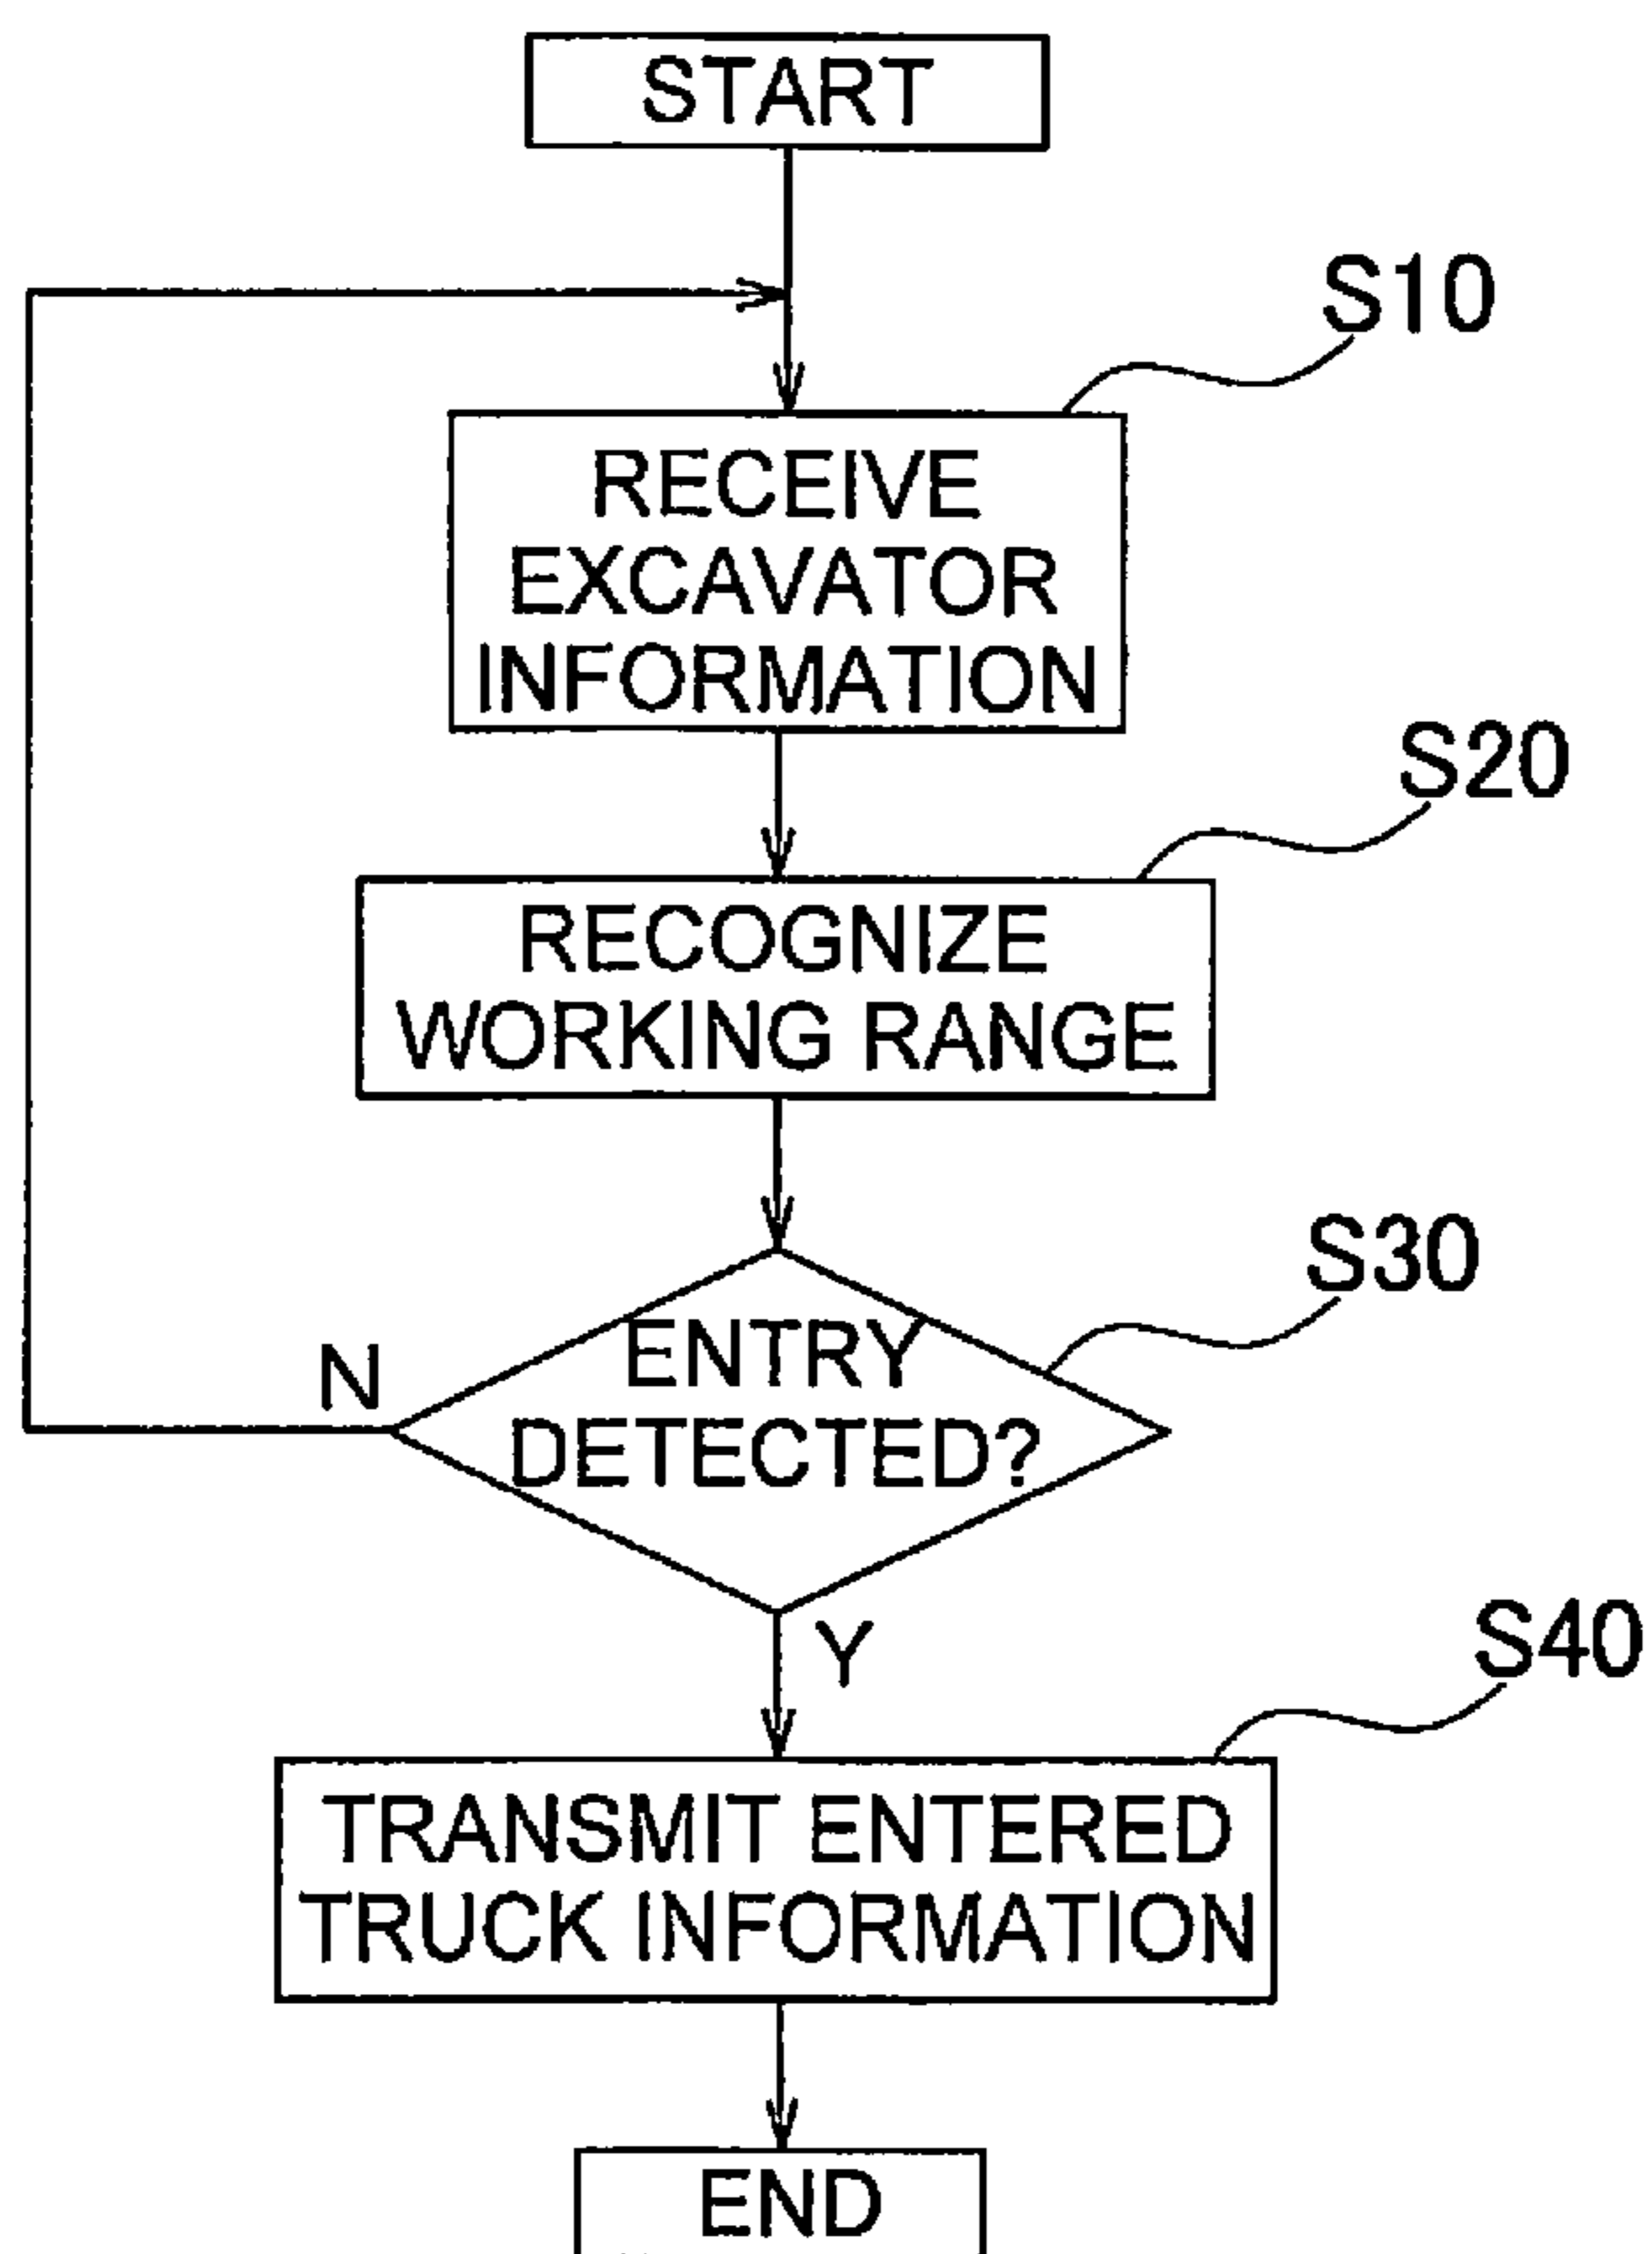 START
S10
RECEIVE
EXCAVATOR
INFORMATION
S20
RECOGNIZE
WORKING RANGE
S30
ENTRY
DETECTED?
N
Y
S40
TRANSMIT ENTERED
TRUCK INFORMATION
END